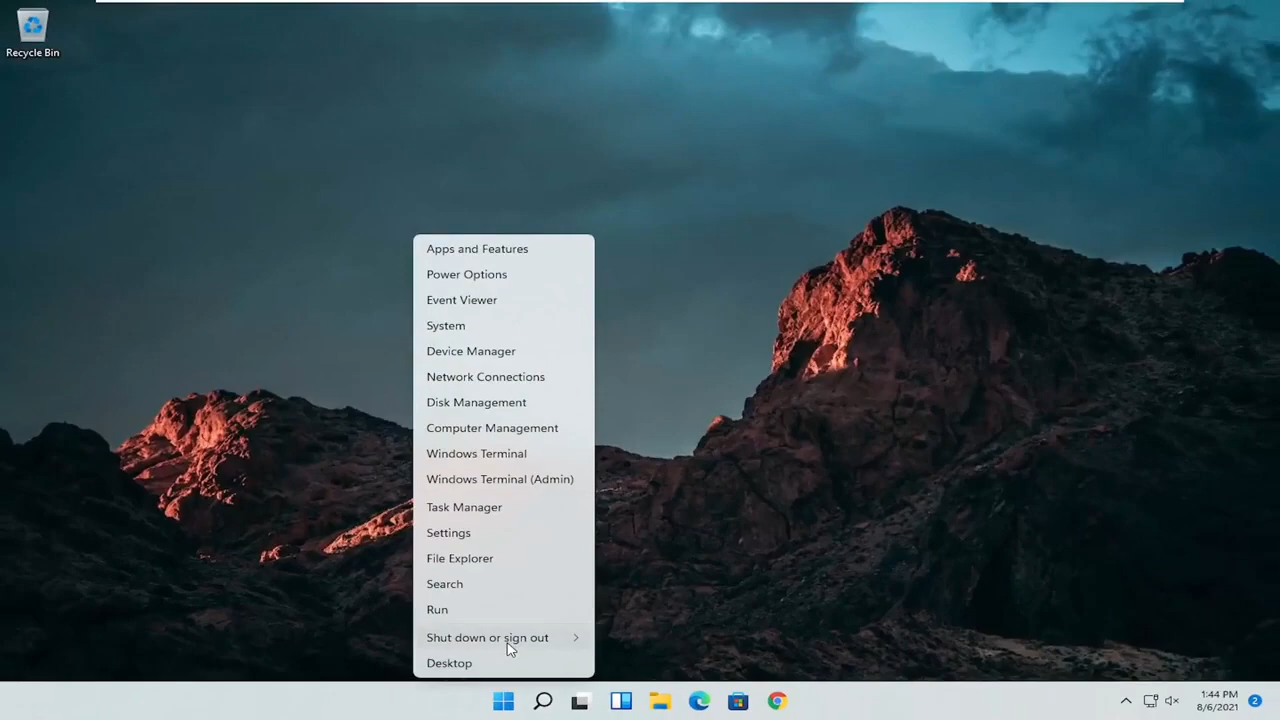 Recycle Bin
Apps and Features
Power Options
Event Viewer
System
Device Manager
Network Connections
Disk Management
Computer Management
Windows Terminal
Windows Terminal (Admin)
Task Manager
Settings
File Explorer
Search
Run
Shut down or sign out
Desktop
1:44 PM
8/6/2021
2